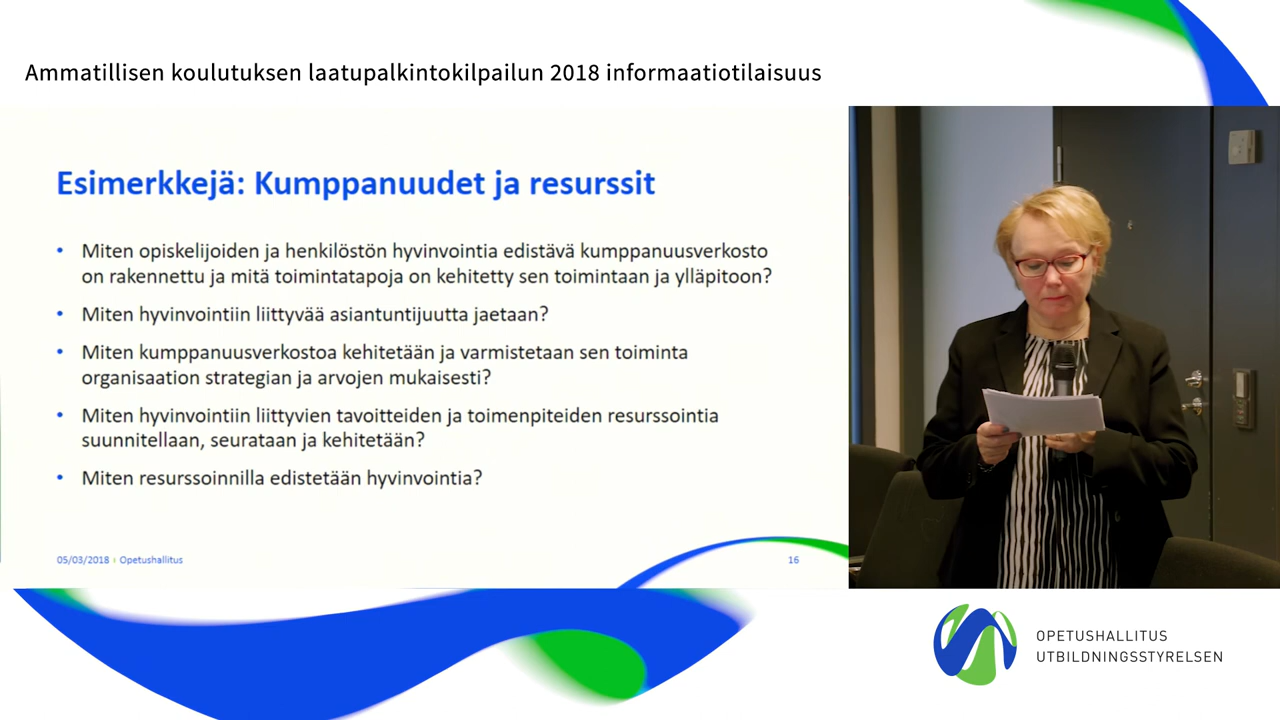 Ammatillisen koulutuksen laatupalkintokilpailun 2018 informaatiotilaisuus
Esimerkkejä: Kumppanuudet ja resurssit
• Miten opiskelijoiden ja henkilöstön hyvinvointia edistävä kumppanuusverkosto
on rakennettu ja mitä toimintatapoja on kehitetty sen toimintaan ja ylläpitoon?
• Miten hyvinvointiin liittyvää asiantuntijuutta jaetaan?
• Miten kumppanuusverkostoa kehitetään ja varmistetaan sen toiminta
organisaation strategian ja arvojen mukaisesti?
• Miten hyvinvointiin liittyvien tavoitteiden ja toimenpiteiden resurssointia
suunnitellaan, seurataan ja kehitetään?
• Miten resurssoinnilla edistetään hyvinvointia?
05/03/2018 | Opetushallitus
16
OPETUSHALLITUS
UTBILDNINGSSTYRELSEN